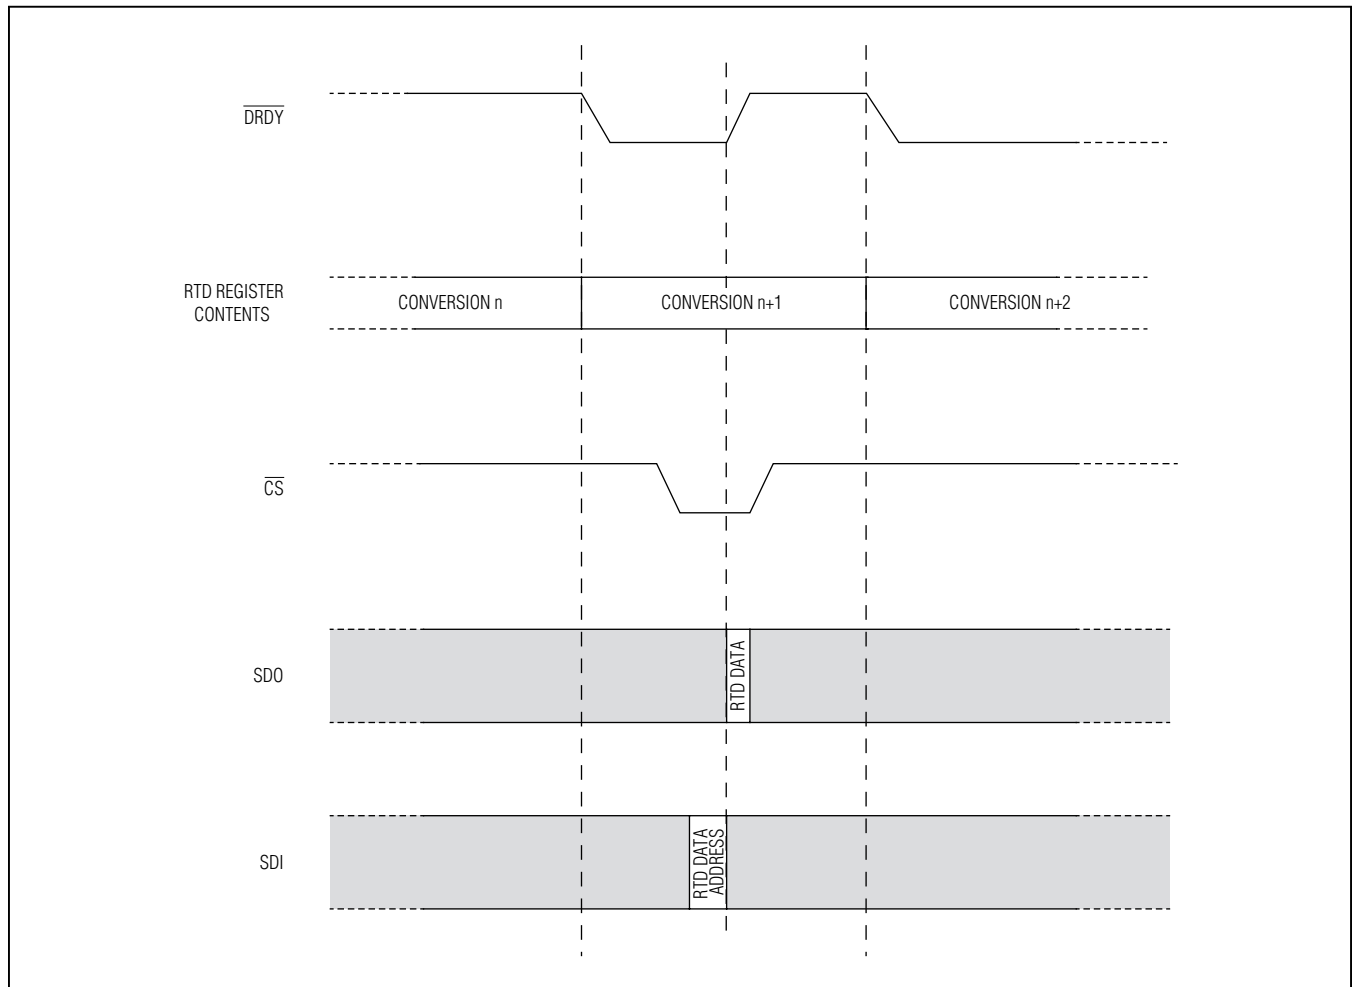 DRDY
RTD REGISTER
CONTENTS
CONVERSION n
CONVERSION n+1
CONVERSION n+2
CS
SDO
RTD DATA
SDI
RTD DATA
ADDRESS